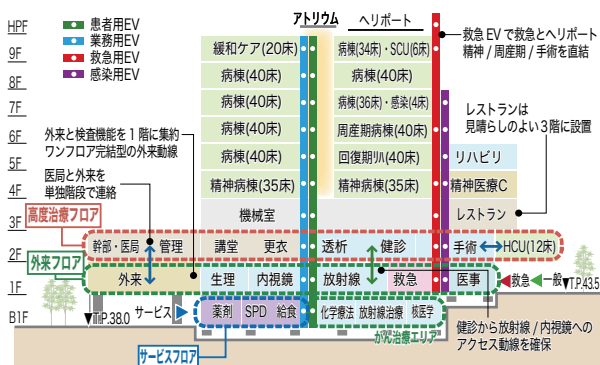 HPF
9F
8F
7F
6F
5F
4F
3F
2F
1F
B1F
患者用EV
業務用EV
救急用EV
感染用EV
アトリウム
ヘリポート
救急EVで救急とヘリポート
精神/周産期/手術を直結
緩和ケア(20床)
病棟(34床)・SCU(6床)
病棟(40床)
病棟(40床)
病棟(40床)
病棟(36床)・感染(4床)
病棟(40床)
周産期病棟(40床)
病棟(40床)
回復期リハ(40床)
リハビリ
精神病棟(35床)
病棟(35床)
精神医療C
レストランは
見晴らしのよい3階に設置
外来と検査機能を1階に集約
ワンフロア完結型の外来動線
医局と外来を
単独階段で連絡
機械室
レストラン
高度治療フロア
幹部・医局
管理
講堂
更衣
透析
健診
手術
HCU(12床)
外来フロア
外来
生理
内視鏡
放射線
救急
医事
救急
一般
▼T.P.43.5
▼T.P.38.0
サービス
薬剤
SPD
給食
化学療法
放射線治療
核医学
がん治療エリア
サービスフロア
健診から放射線/内視鏡への
アクセス動線を確保